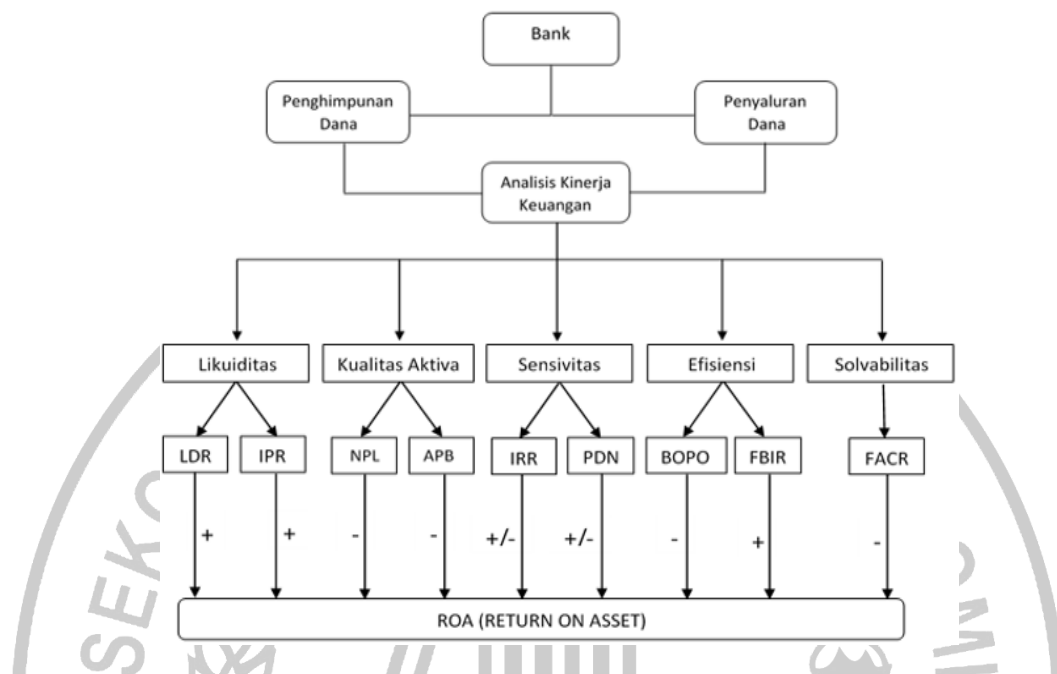 Bank
Penghimpunan
Dana
Penyaluran
Dana
Analisis Kinerja
Keuangan
Likuiditas
Kualitas Aktiva
Sensivitas
Efisiensi
Solvabilitas
LDR
IPR
NPL
APB
IRR
PDN
BOPO
FBIR
FACR
+
+
-
-
+/-
+/-
-
+
-
ROA (RETURN ON ASSET)